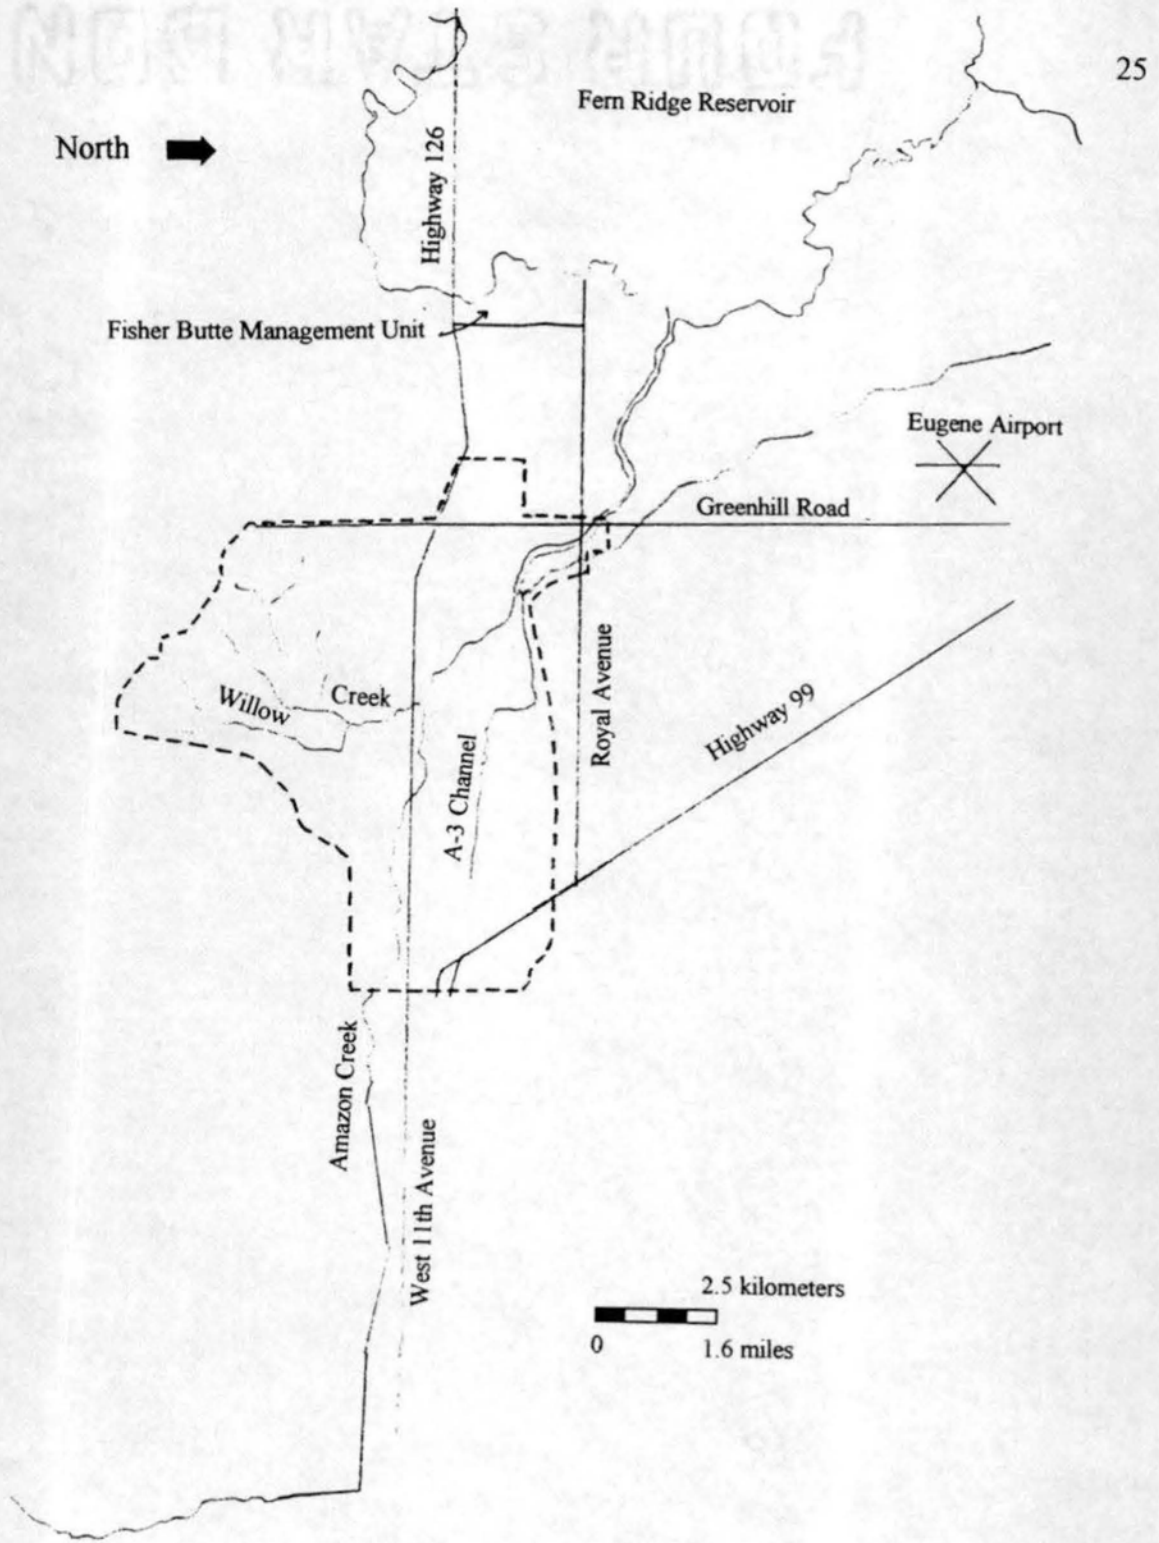 25
Fern Ridge Reservoir
North
Highway 126
Fisher Butte Management Unit
Eugene Airport
Greenhill Road
Royal Avenue
Willow Creek
Highway 99
A-3 Channel
Amazon Creek
West 11th Avenue
2.5 kilometers
0
1.6 miles